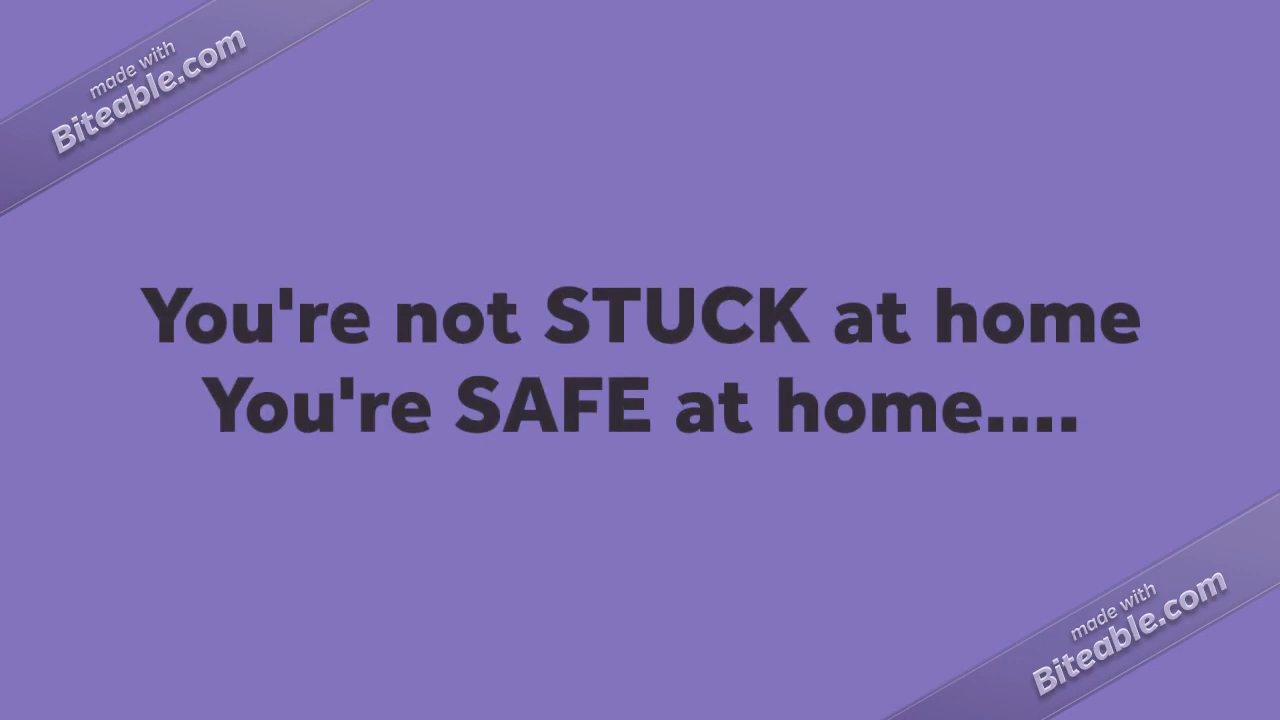 made with
Biteable.com
You're not STUCK at home
You're SAFE at home....
made with
Biteable.com